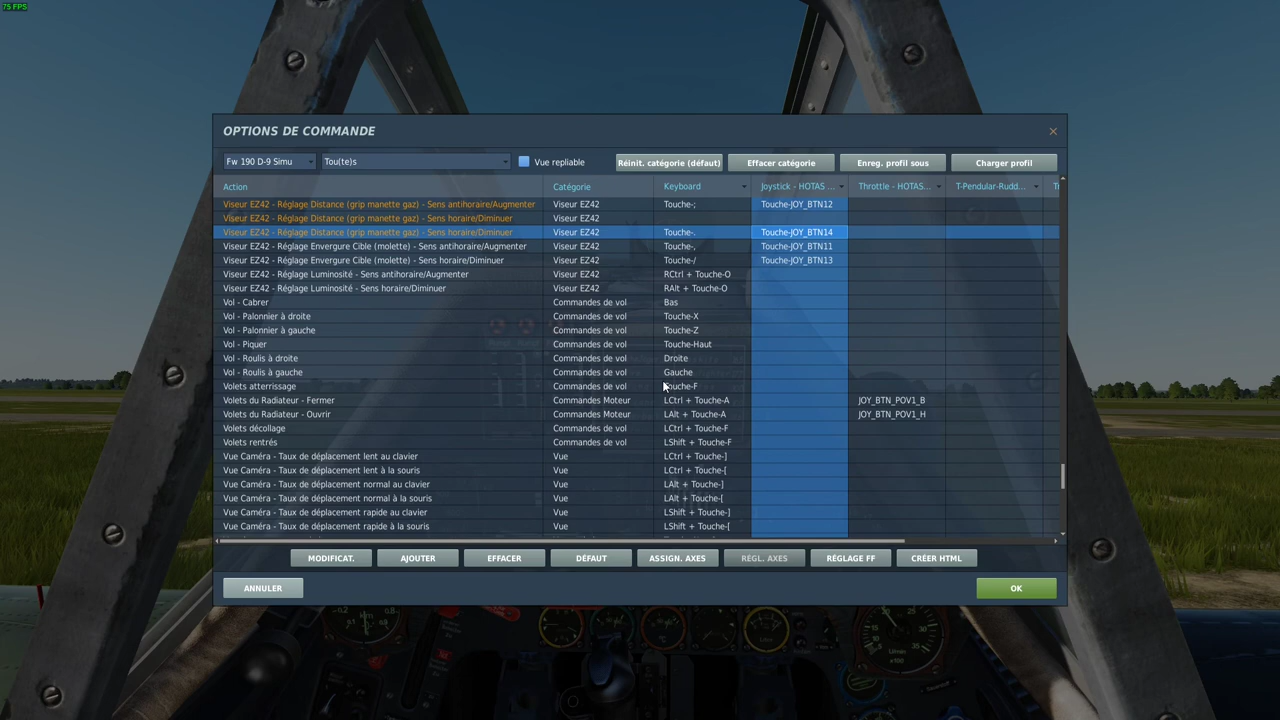 75 FPS
OPTIONS DE COMMANDE
×
Fw 190 D-9 Simu Tou(te)s Vue repliable Réinit. catégorie (défaut) Effacer catégorie Enreg. profil sous Charger profil
Action Catégorie Keyboard Joystick - HOTAS ... Throttle - HOTAS... T-Pendular-Rudd...
Viseur EZ42 - Réglage Distance (grip manette gaz) - Sens antihoraire/Augmenter Viseur EZ42 Touche-; Touche-JOY_BTN12
Viseur EZ42 - Réglage Distance (grip manette gaz) - Sens horaire/Diminuer Viseur EZ42
Viseur EZ42 - Réglage Distance (grip manette gaz) - Sens horaire/Diminuer Viseur EZ42 Touche-. Touche-JOY_BTN14
Viseur EZ42 - Réglage Envergure Cible (molette) - Sens antihoraire/Augmenter Viseur EZ42 Touche-, Touche-JOY_BTN11
Viseur EZ42 - Réglage Envergure Cible (molette) - Sens horaire/Diminuer Viseur EZ42 Touche-/ Touche-JOY_BTN13
Viseur EZ42 - Réglage Luminosité - Sens antihoraire/Augmenter Viseur EZ42 RCtrl + Touche-O
Viseur EZ42 - Réglage Luminosité - Sens horaire/Diminuer Viseur EZ42 RAlt + Touche-O
Vol - Cabrer Commandes de vol Bas
Vol - Palonnier à droite Commandes de vol Touche-X
Vol - Palonnier à gauche Commandes de vol Touche-Z
Vol - Piquer Commandes de vol Touche-Haut
Vol - Roulis à droite Commandes de vol Droite
Vol - Roulis à gauche Commandes de vol Gauche
Volets atterrissage Commandes de vol Touche-F
Volets du Radiateur - Fermer Commandes Moteur LCtrl + Touche-A JOY_BTN_POV1_B
Volets du Radiateur - Ouvrir Commandes Moteur LAlt + Touche-A JOY_BTN_POV1_H
Volets décollage Commandes de vol LCtrl + Touche-F
Volets rentrés Commandes de vol LShift + Touche-F
Vue Caméra - Taux de déplacement lent au clavier Vue LCtrl + Touche-]
Vue Caméra - Taux de déplacement lent à la souris Vue LCtrl + Touche-[
Vue Caméra - Taux de déplacement normal au clavier Vue LAlt + Touche-]
Vue Caméra - Taux de déplacement normal à la souris Vue LAlt + Touche-[
Vue Caméra - Taux de déplacement rapide au clavier Vue LShift + Touche-]
Vue Caméra - Taux de déplacement rapide à la souris Vue LShift + Touche-[
MODIFICAT. AJOUTER EFFACER DÉFAUT ASSIGN. AXES RÉGL. AXES RÉGLAGE FF CRÉER HTML
ANNULER OK